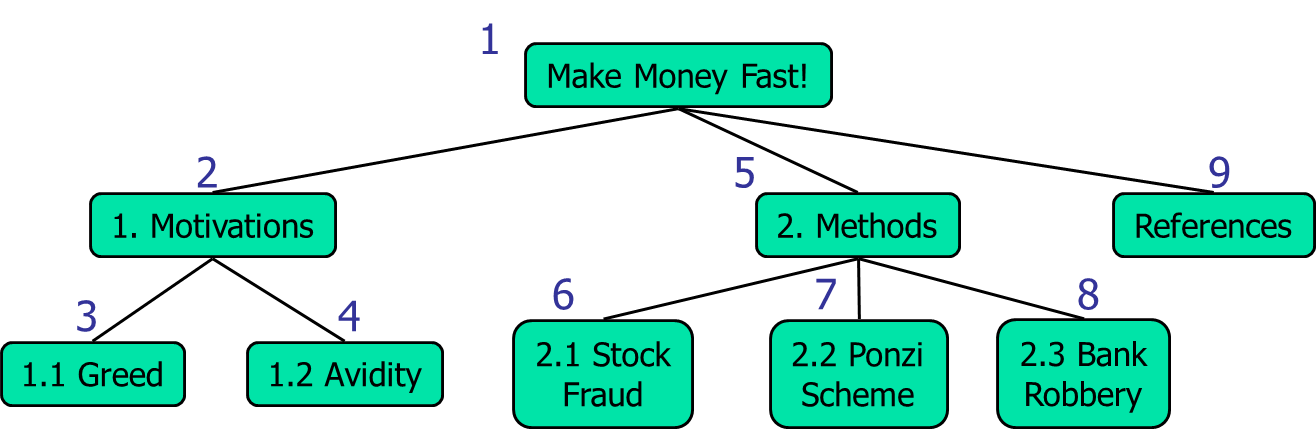 1
Make Money Fast!
2
5
9
1. Motivations
2. Methods
References
3
4
6
7
8
1.1 Greed
1.2 Avidity
2.1 Stock
Fraud
2.2 Ponzi
Scheme
2.3 Bank
Robbery